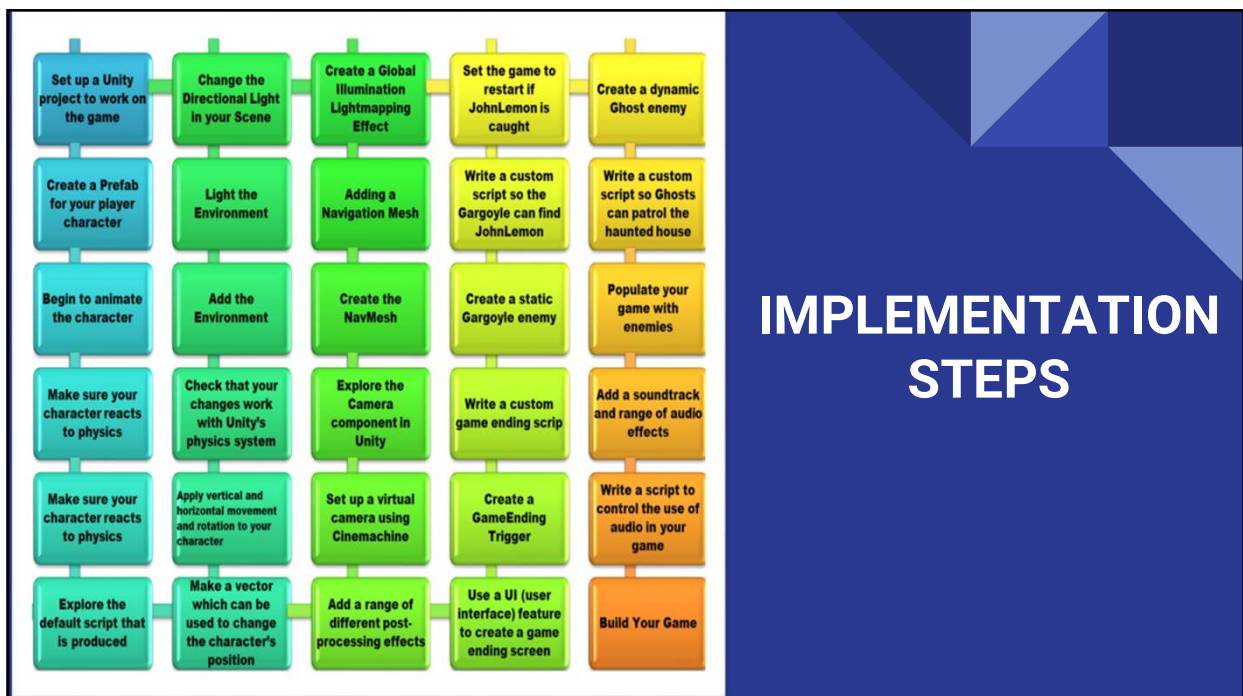 Set up a Unity
project to work on
the game
Create a Prefab
for your player
character
Begin to animate
the character
Make sure your
character reacts
to physics
Make sure your
character reacts
to physics
Explore the
default script that
is produced
Make a vector
which can be
used to change
the character's
position
Apply vertical and
horizontal movement
and rotation to your
character
Check that your
changes work
with Unity's
physics system
Add the
Environment
Light the
Environment
Change the
Directional Light
in your Scene
Create a Global
Illumination
Lightmapping
Effect
Adding a
Navigation Mesh
Create the
NavMesh
Explore the
Camera
component in
Unity
Set up a virtual
camera using
Cinemachine
Add a range of
different post-
processing effects
Use a UI (user
interface) feature
to create a game
ending screen
Create a
GameEnding
Trigger
Write a custom
game ending scrip
Create a static
Gargoyle enemy
Write a custom
script so the
Gargoyle can find
JohnLemon
Set the game to
restart if
JohnLemon is
caught
Create a dynamic
Ghost enemy
Write a custom
script so Ghosts
can patrol the
haunted house
Populate your
game with
enemies
Add a soundtrack
and range of audio
effects
Write a script to
control the use of
audio in your
game
Build Your Game
IMPLEMENTATION
STEPS